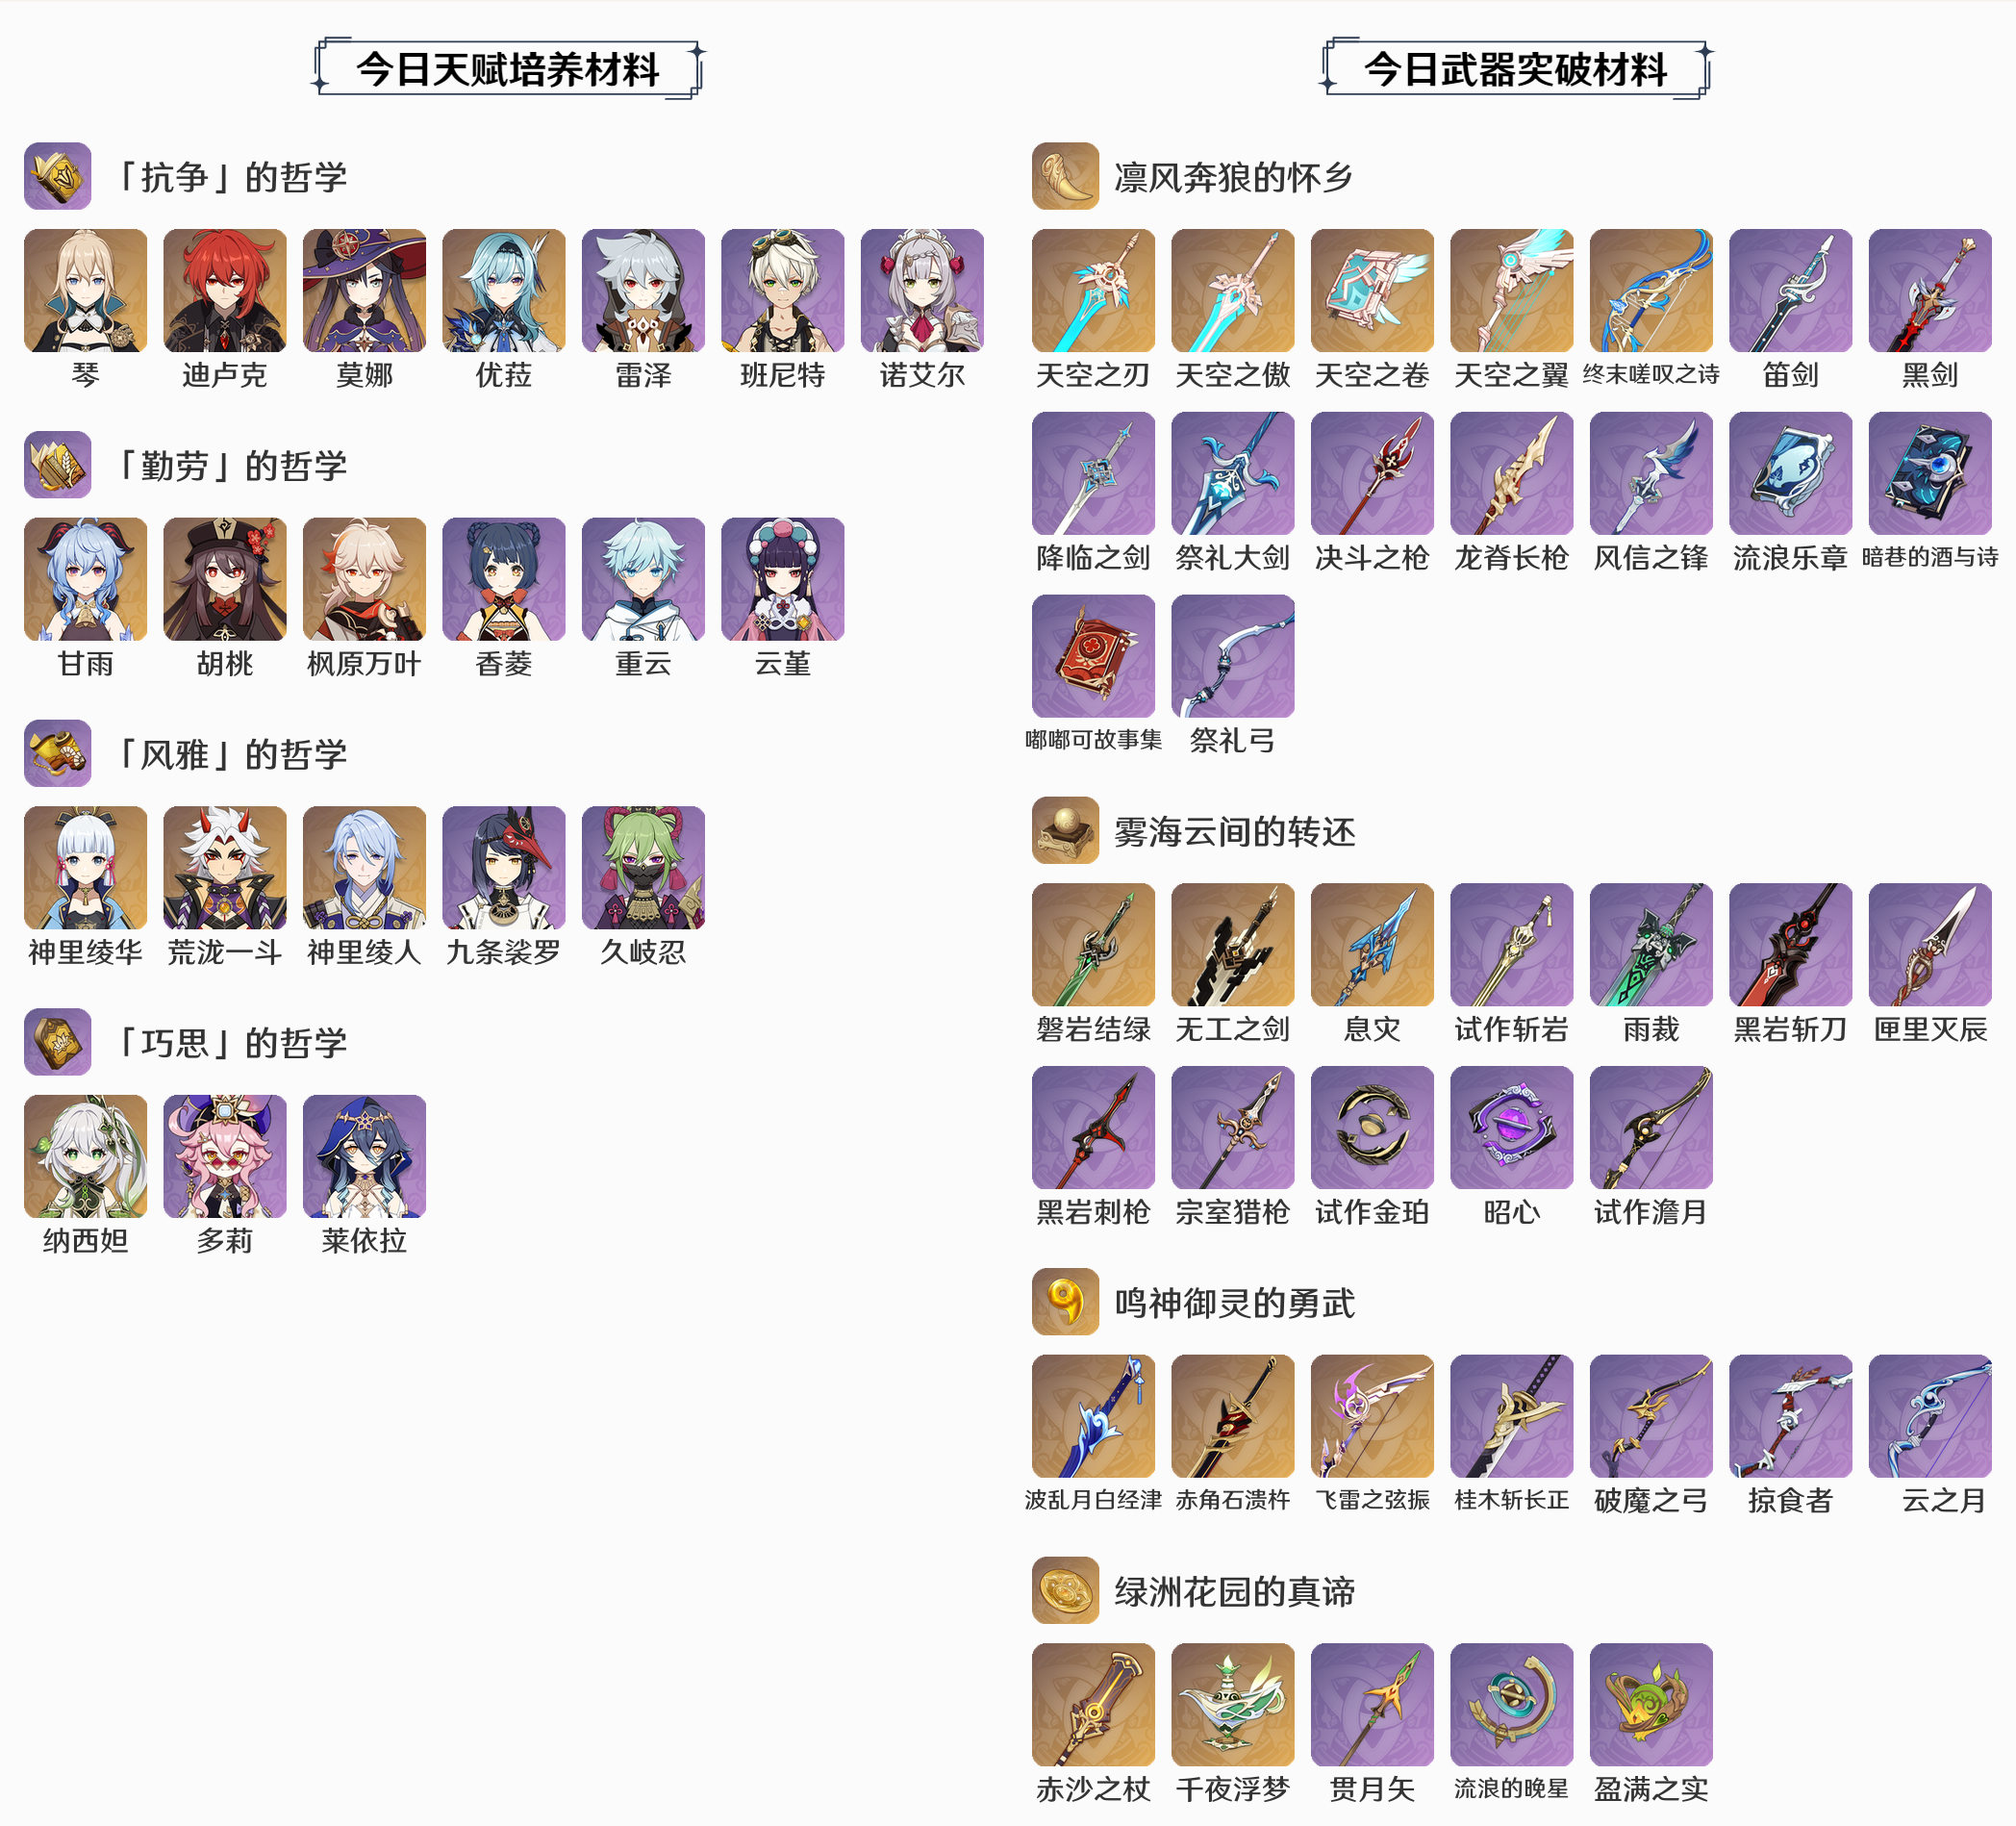 今日天赋培养材料
「抗争」的哲学
琴 迪卢克 莫娜 优菈 雷泽 班尼特 诺艾尔
「勤劳」的哲学
甘雨 胡桃 枫原万叶 香菱 重云 云堇
「风雅」的哲学
神里绫华 荒泷一斗 神里绫人 九条裟罗 久岐忍
「巧思」的哲学
纳西妲 多莉 莱依拉
今日武器突破材料
凛风奔狼的怀乡
天空之刃 天空之傲 天空之卷 天空之翼 终末嗟叹之诗 笛剑 黑剑
降临之剑 祭礼大剑 决斗之枪 龙脊长枪 风信之锋 流浪乐章 暗巷的酒与诗
嘟嘟可故事集 祭礼弓
雾海云间的转还
磐岩结绿 无工之剑 息灾 试作斩岩 雨裁 黑岩斩刀 匣里灭辰
黑岩刺枪 宗室猎枪 试作金珀 昭心 试作澹月
鸣神御灵的勇武
波乱月白经津 赤角石溃杵 飞雷之弦振 桂木斩长正 破魔之弓 掠食者 云之月
绿洲花园的真谛
赤沙之杖 千夜浮梦 贯月矢 流浪的晚星 盈满之实